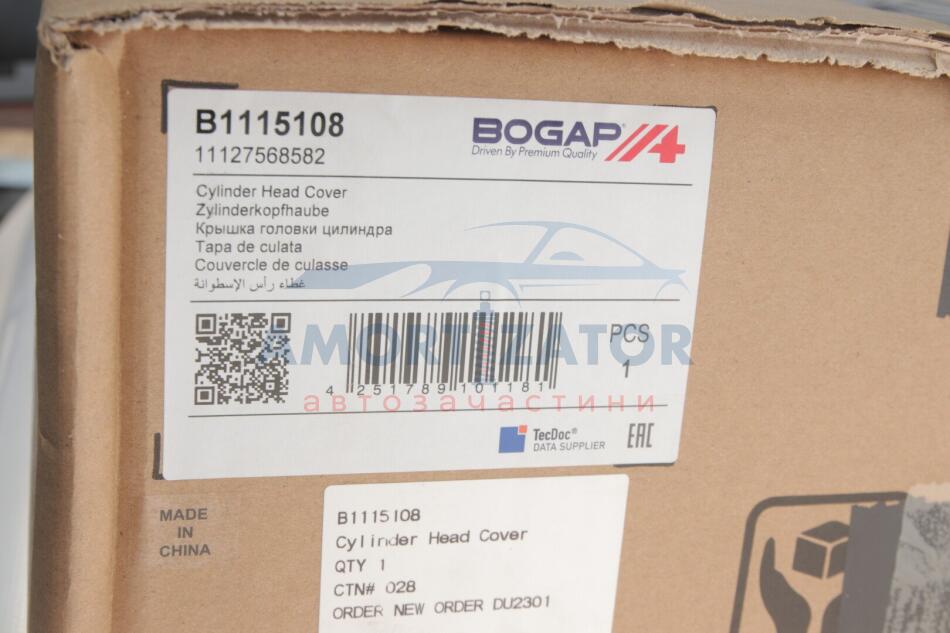 B1115108
11127568582
BOGAP
Driven By Premium Quality
Cylinder Head Cover
Zylinderkopfhaube
Крышка головки цилиндра
Tapa de culata
Couvercle de culasse
غطاء رأس الإسطوانة
AMORTIZATOR
автозачастини
PCS
1
4 251789 101181
TecDoc®
DATA SUPPLIER
EAC
MADE
IN
CHINA
B1115108
Cylinder Head Cover
QTY 1
CTN# 028
ORDER NEW ORDER DU2301